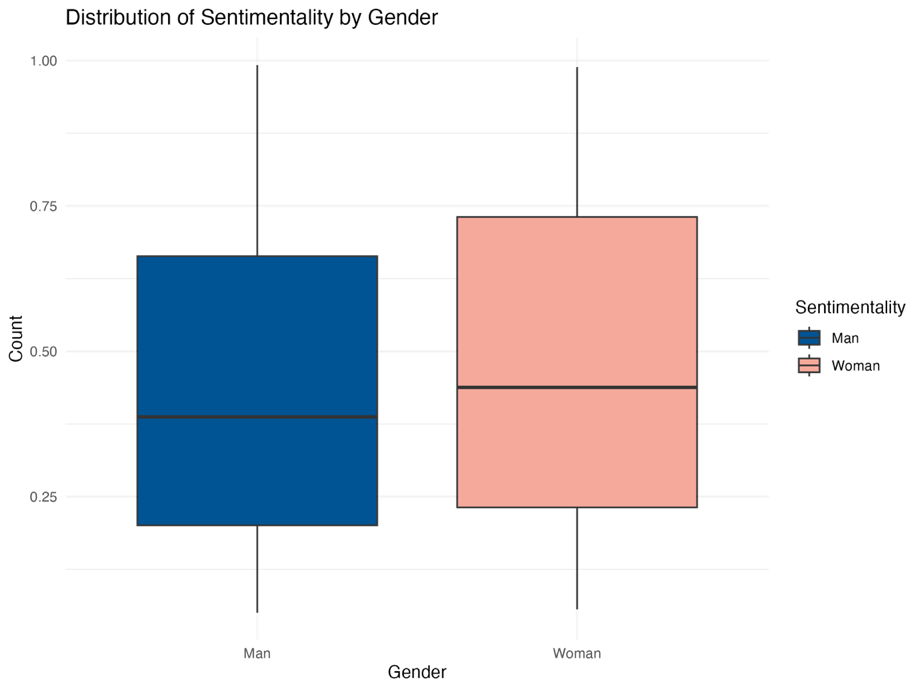 Distribution of Sentimentality by Gender
1.00
0.75
0.50
0.25
Count
Man
Woman
Gender
Sentimentality
Man
Woman